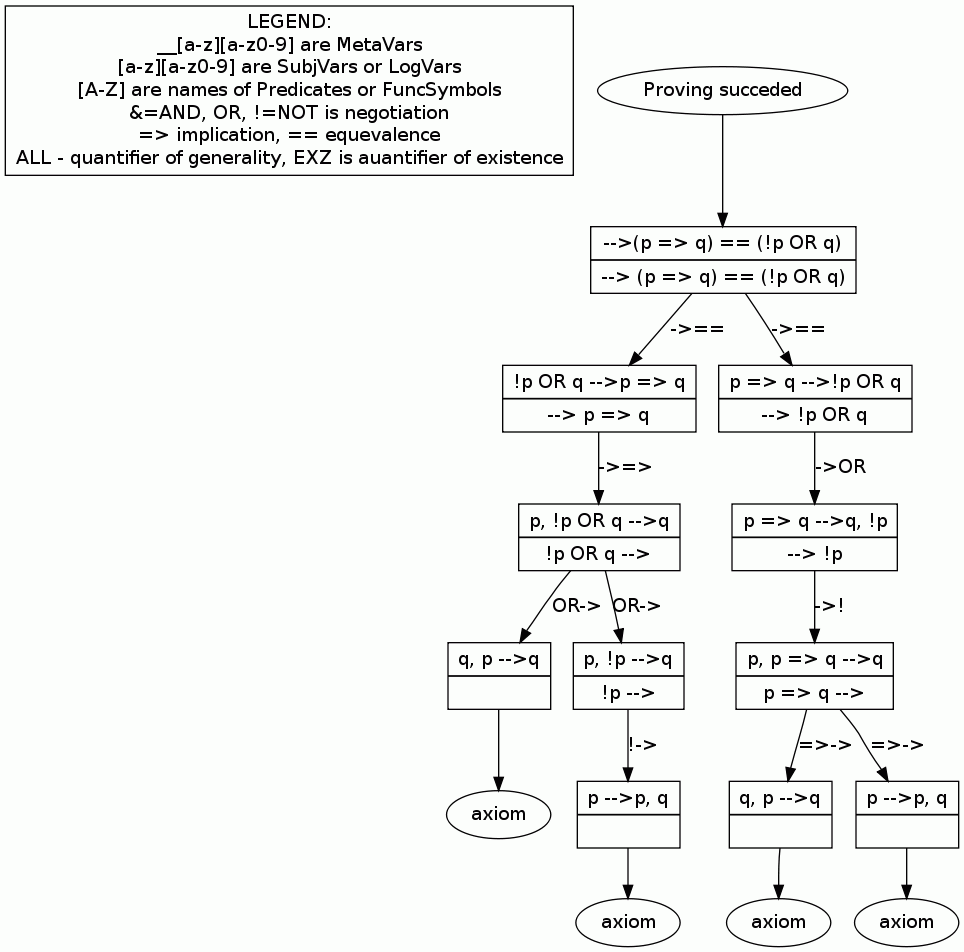 LEGEND:
__[a-z][a-z0-9] are MetaVars
[a-z][a-z0-9] are SubjVars or LogVars
[A-Z] are names of Predicates or FuncSymbols
&=AND, OR, !=NOT is negotiation
=> implication, == equevalence
ALL - quantifier of generality, EXZ is auantifier of existence
Proving succeded
-->(p => q) == (!p OR q)
--> (p => q) == (!p OR q)
->== ->==
!p OR q -->p => q p => q -->!p OR q
--> p => q --> !p OR q
->=> ->OR
p, !p OR q -->q p => q -->q, !p
!p OR q --> --> !p
OR-> OR-> ->!
q, p -->q p, !p -->q p, p => q -->q
!p --> p => q -->
!-> =>-> =>->
p -->p, q q, p -->q p -->p, q
axiom
axiom axiom axiom